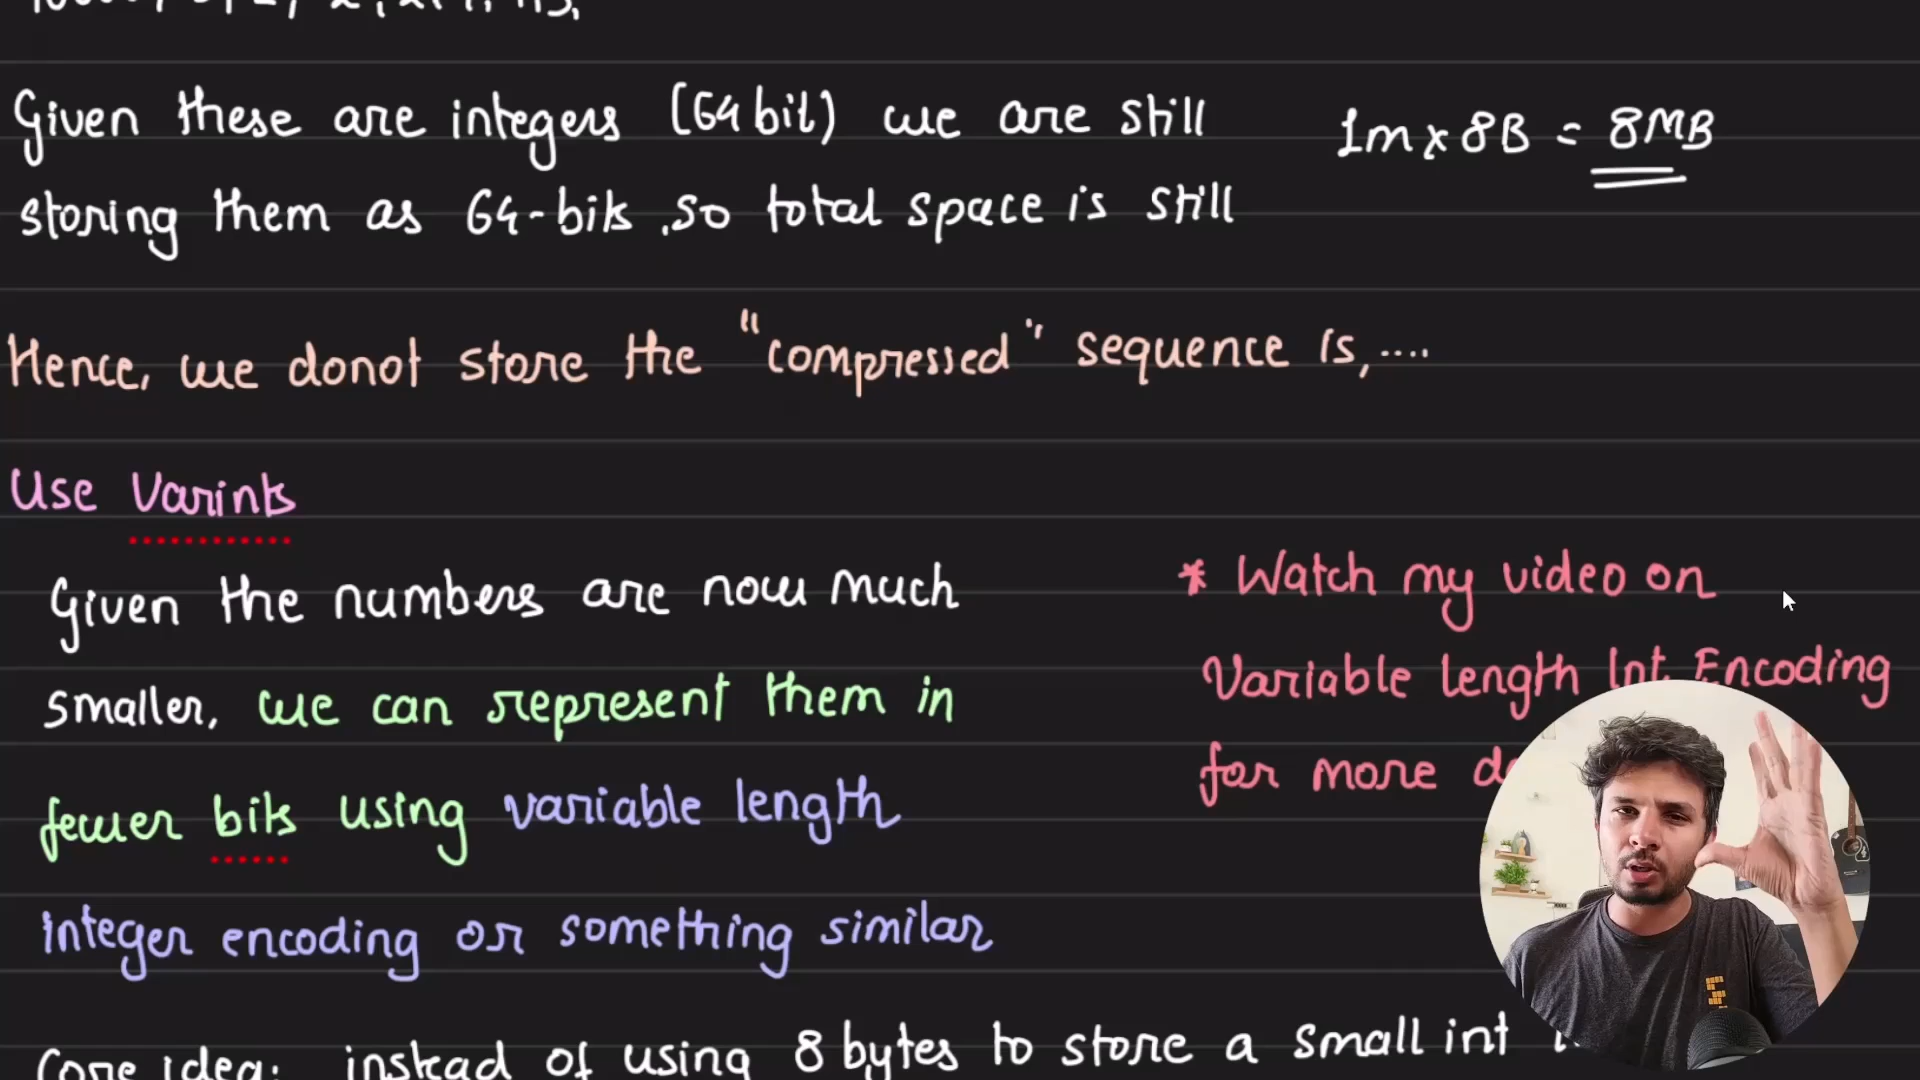 Given these are integers (64 bit) we are still
storing them as 64-bits, so total space is still
1m x 8B = 8MB
Hence, we donot store the "compressed" sequence is,....
Use Varints
Given the numbers are now much
smaller, we can represent them in
fewer bits using variable length
integer encoding or something similar
* Watch my video on
Variable length Int Encoding
for more
Core idea: instead of using 8 bytes to store a small int